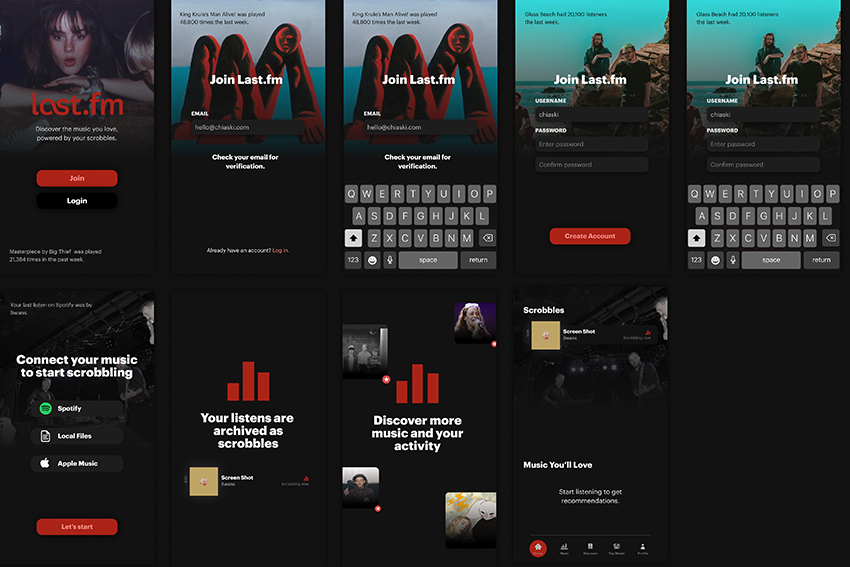 last.fm
Discover the music you love,
powered by your scrobbles.
Join
Login
Masterpiece by Big Thief was played
21,384 times in the past week.
King Krule's Man Alive! was played
48,800 times the last week.
Join Last.fm
EMAIL
hello@chiaski.com
Check your email for
verification.
Already have an account? Log in.
King Krule's Man Alive! was played
48,800 times the last week.
Join Last.fm
EMAIL
hello@chiaski.com
Check your email for
verification.
Q W E R T Y U I O P
A S D F G H J K L
Z X C V B N M
123 space return
Glass Beach had 20,100 listeners
the last week.
Join Last.fm
USERNAME
chiaski
PASSWORD
Enter password
Confirm password
Create Account
Glass Beach had 20,100 listeners
the last week.
Join Last.fm
USERNAME
chiaski
PASSWORD
Enter password
Confirm password
Q W E R T Y U I O P
A S D F G H J K L
Z X C V B N M
123 space return
Your last listen on Spotify was by
Swans.
Connect your music
to start scrobbling
Spotify
Local Files
Apple Music
Let's start
Your listens are
archived as
scrobbles
Screen Shot
Swans
Scrobbling now
Discover more
music and your
activity
Scrobbles
Screen Shot
Swans
Scrobbling now
Music You'll Love
Start listening to get
recommendations.
Home Music Discover Top Music Profile